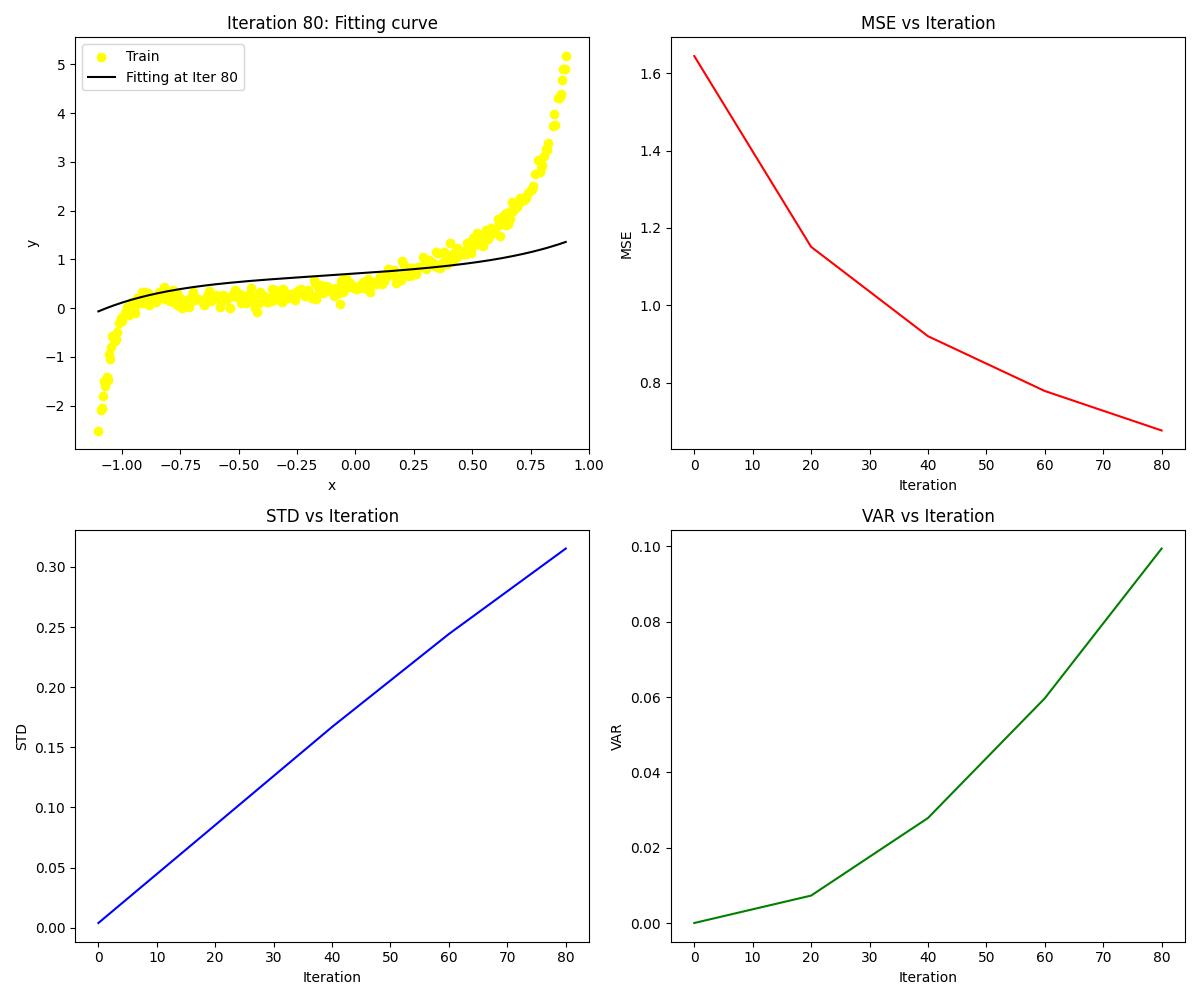 Iteration 80: Fitting curve
Train
Fitting at Iter 80
5
4
3
2
1
0
−1
−2
y
−1.00 −0.75 −0.50 −0.25 0.00 0.25 0.50 0.75 1.00
x
MSE vs Iteration
1.6
1.4
1.2
1.0
0.8
MSE
0 10 20 30 40 50 60 70 80
Iteration
STD vs Iteration
0.30
0.25
0.20
0.15
0.10
0.05
0.00
STD
0 10 20 30 40 50 60 70 80
Iteration
VAR vs Iteration
0.10
0.08
0.06
0.04
0.02
0.00
VAR
0 10 20 30 40 50 60 70 80
Iteration